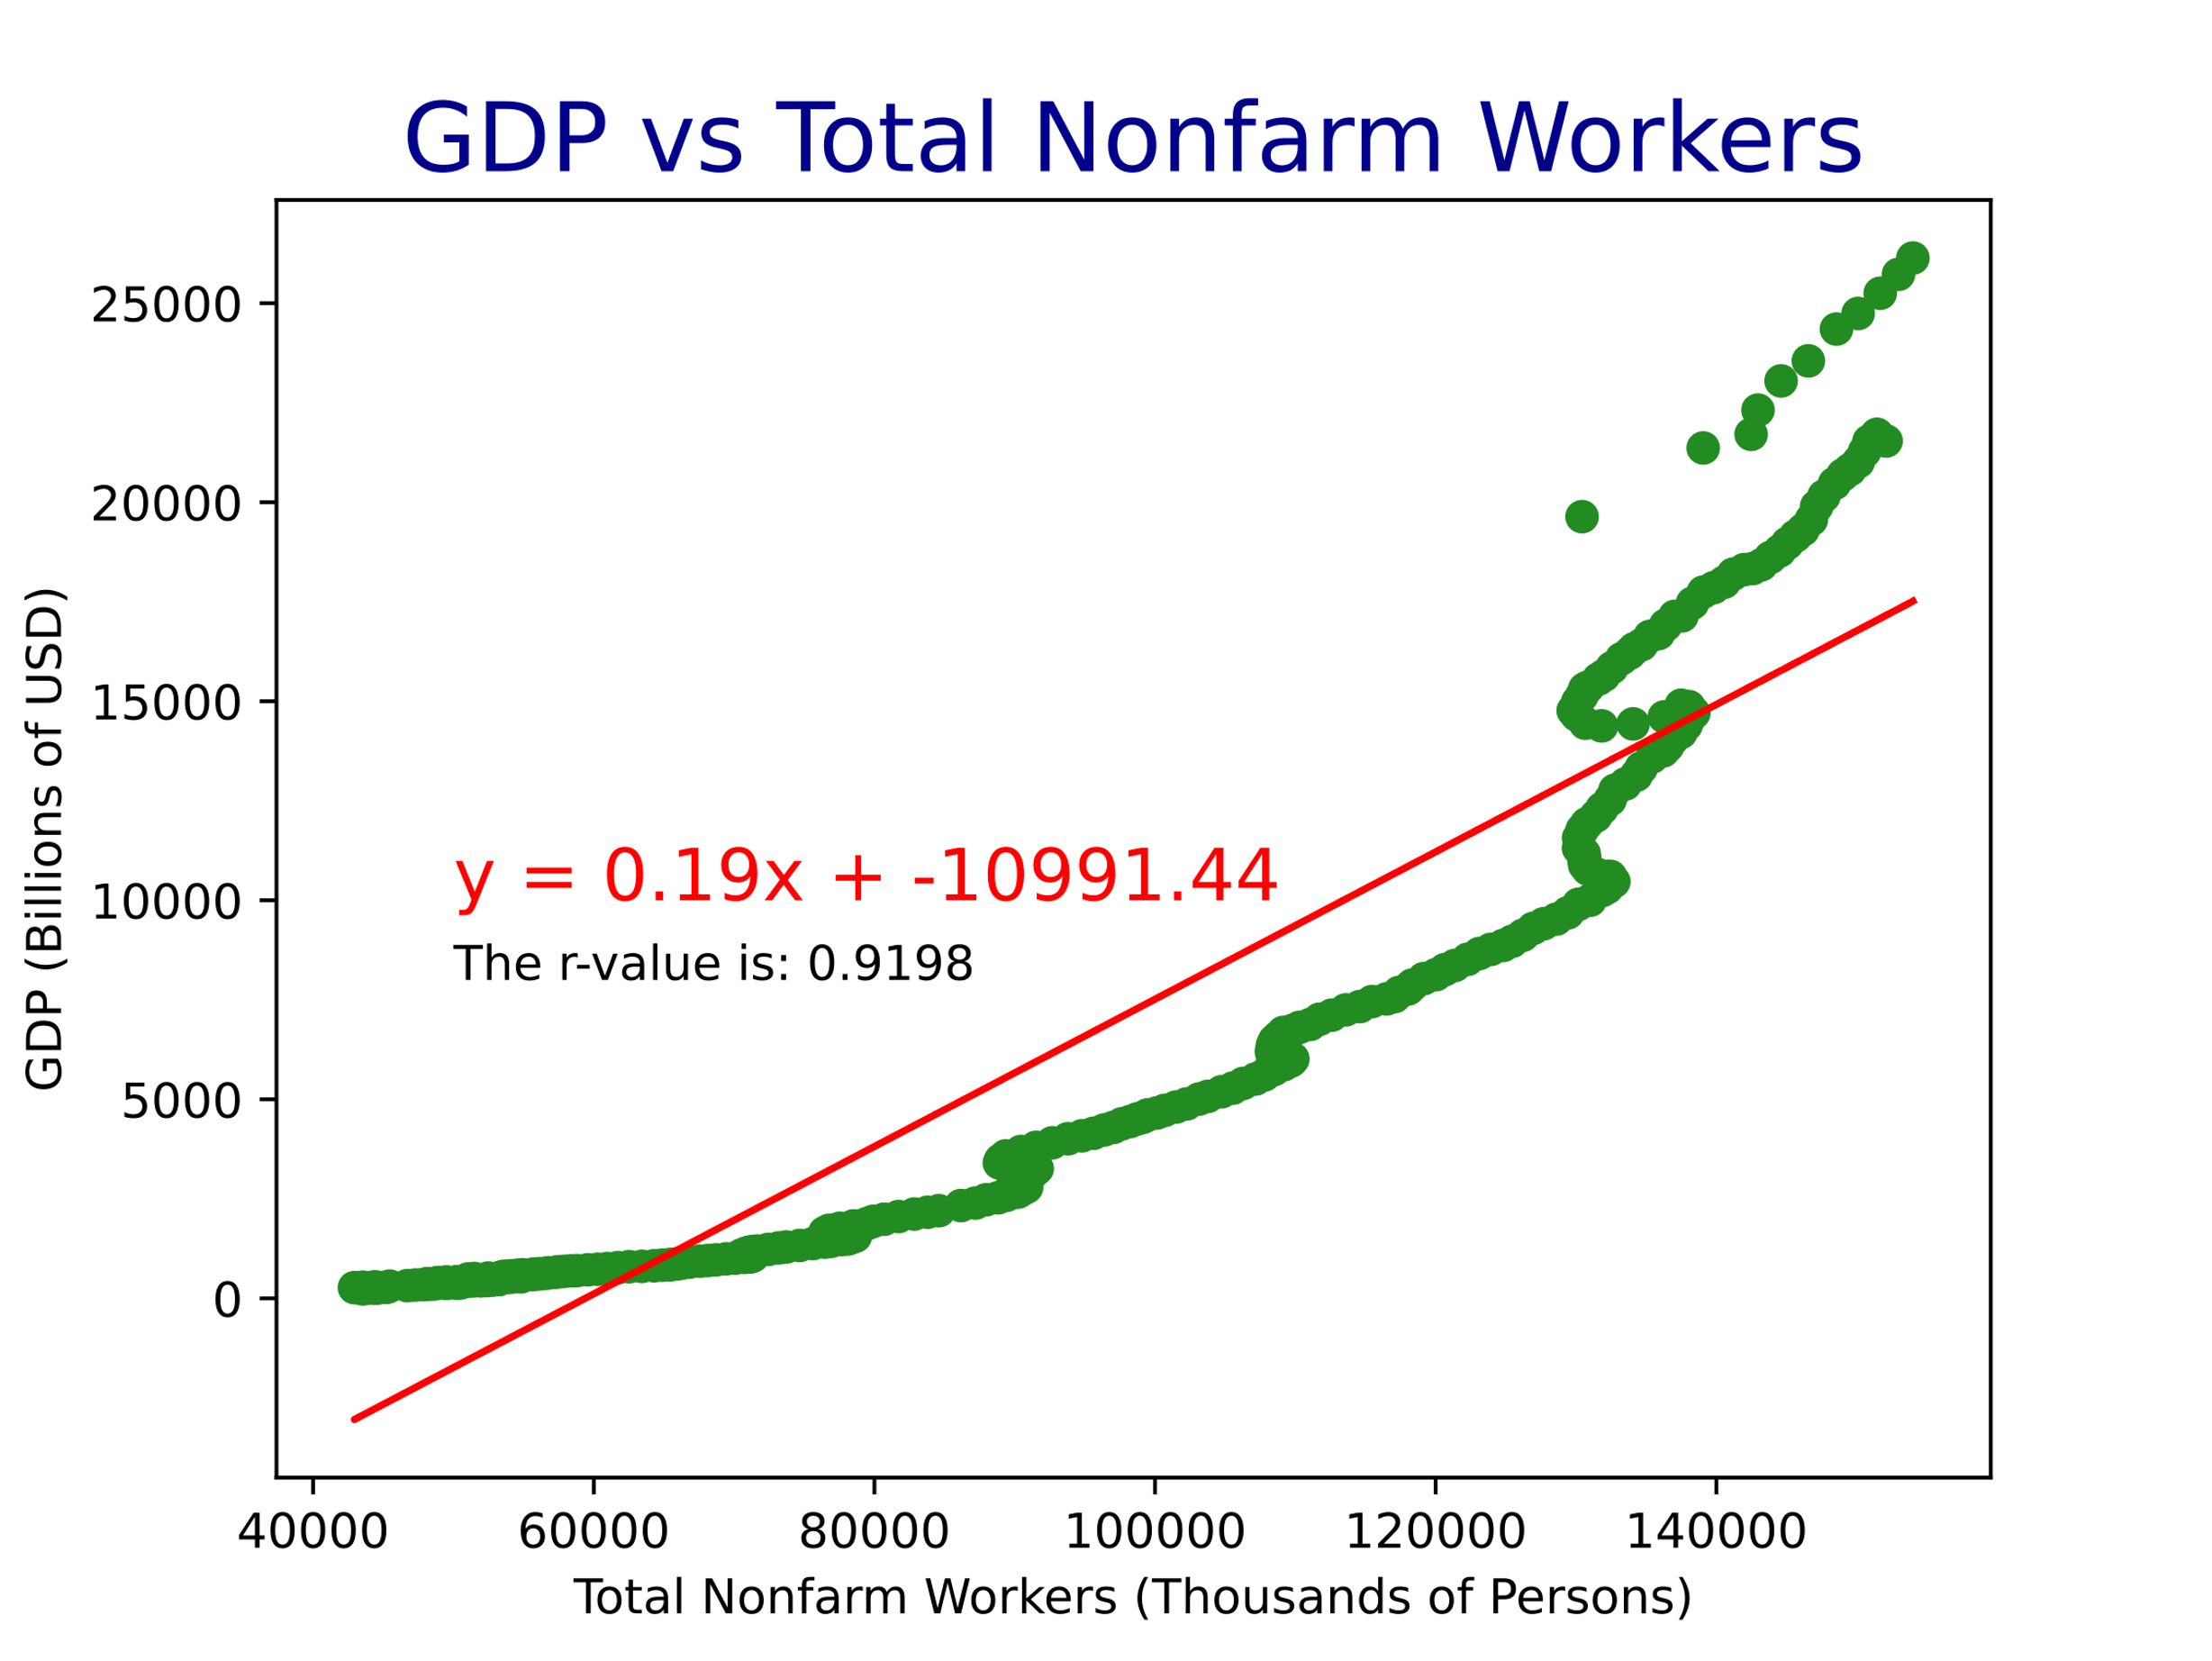 GDP vs Total Nonfarm Workers
25000
20000
15000
10000
5000
0
GDP (Billions of USD)
y = 0.19x + -10991.44
The r-value is: 0.9198
40000 60000 80000 100000 120000 140000
Total Nonfarm Workers (Thousands of Persons)